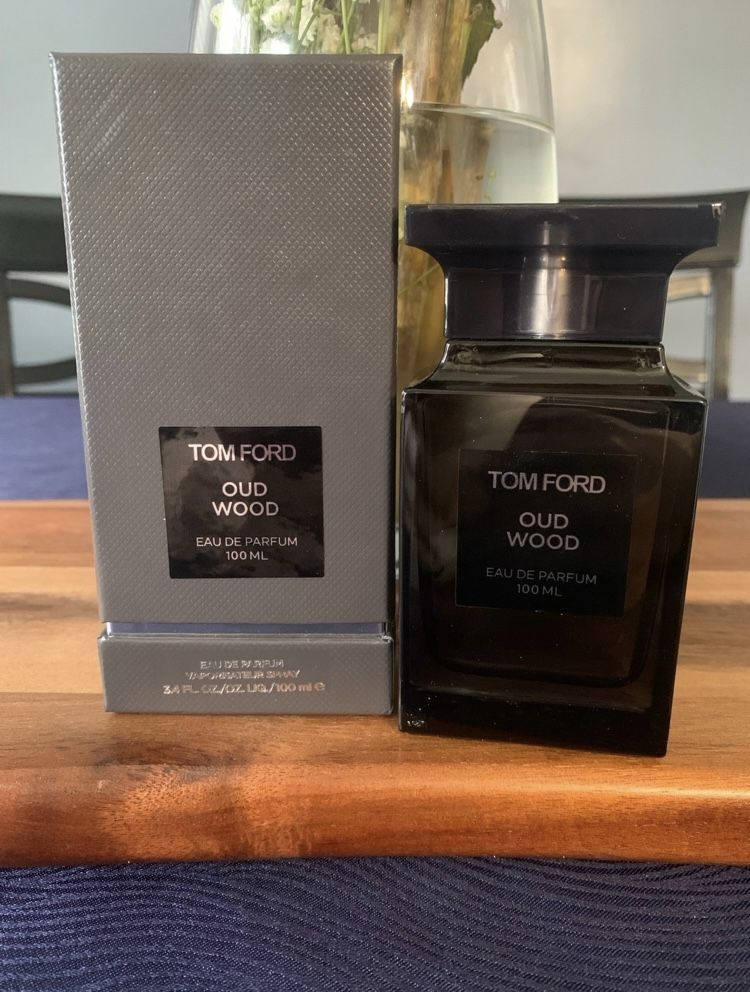 TOM FORD
OUD
WOOD
EAU DE PARFUM
100 ML
EAU DE PARFUM
VAPORISATEUR SPRAY
3,4 FL. OZ./OZ. LIQ./100 ml e
TOM FORD
OUD
WOOD
EAU DE PARFUM
100 ML